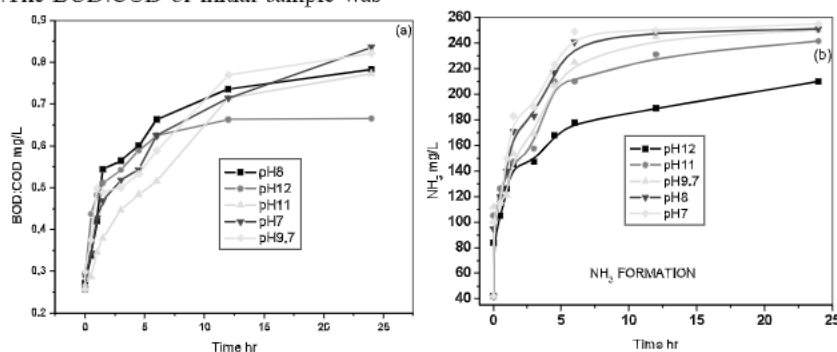 .The BOD:COD of initial sample was
(a)
BOD:COD mg/L
0,9
0,8
0,7
0,6
0,5
0,4
0,3
0,2
pH8
pH12
pH11
pH7
pH9.7
0 5 10 15 20 25
Time hr
(b)
NH3 mg/L
260
240
220
200
180
160
140
120
100
80
60
40
pH12
pH11
pH9.7
pH8
pH7
NH3 FORMATION
0 5 10 15 20 25
Time hr